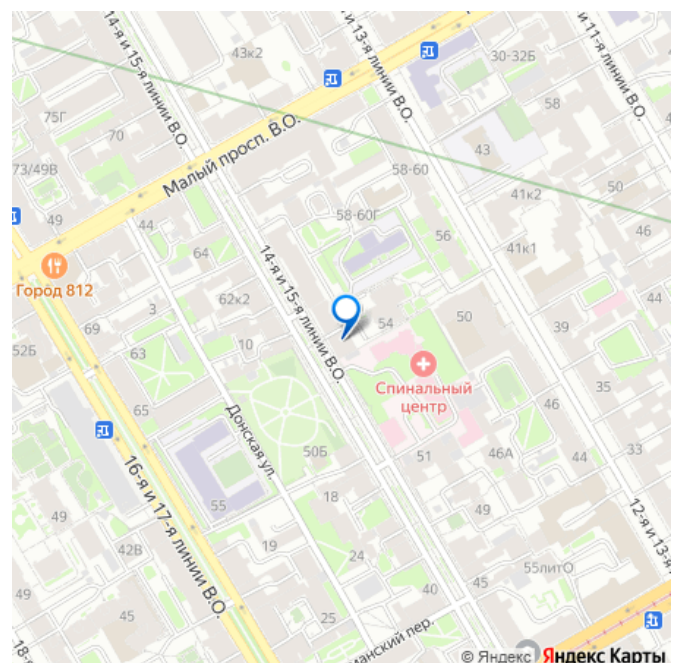 14-я и 15-я линии В.О.
43к2
и 13-я линии В.О.
30-32Б
и 11-я линии В.О.
75Г
70
58
Малый просп. В.О.
43
73/49В
58-60
41к2
50
49
44
58-60Г
56
46
64
41к1
Город 812
14-я и 15-я линии В.О.
62к2
3
44
69
54
50
39
52Б
10
63
35
Спинальный
центр
65
46
Донская ул.
50Б
51
46А
44
33
16-я и 17-я линии В.О.
55
18
49
49
12-я и 13-я
42В
19
24
55литО
49
45
40
45
25
18-я
манский пер.
© Яндекс
Яндекс Карты